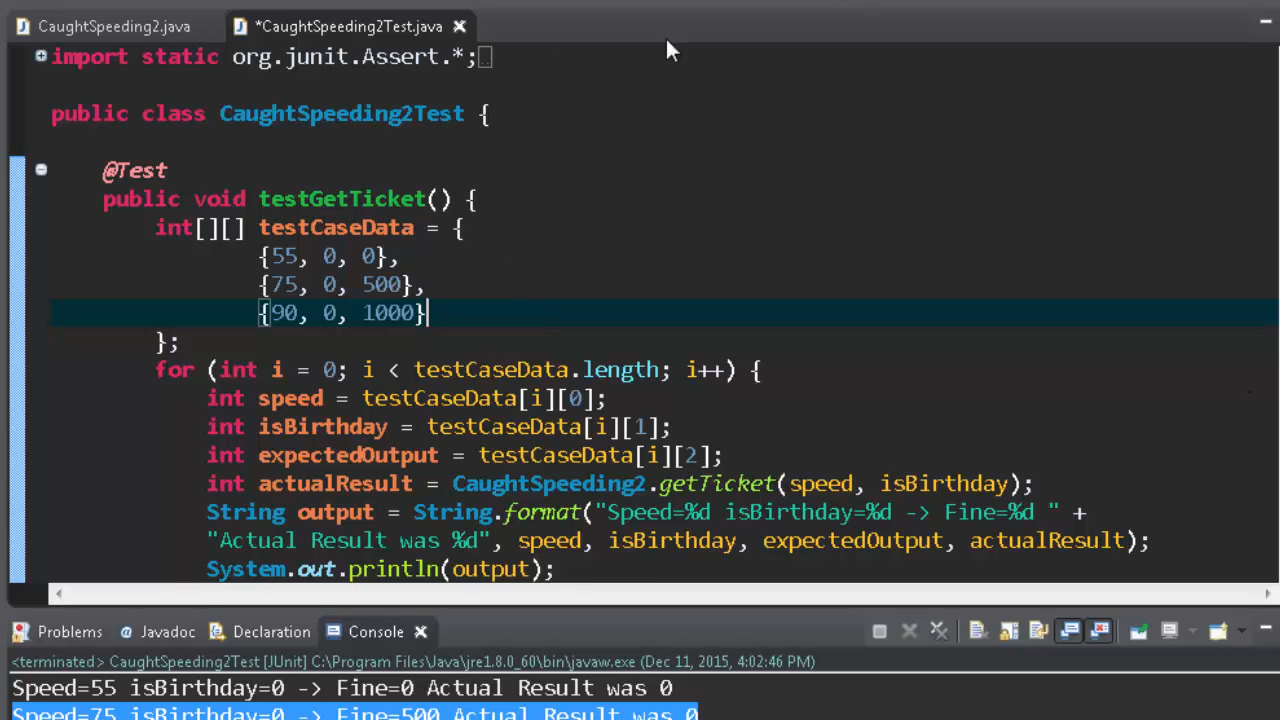 CaughtSpeeding2.java *CaughtSpeeding2Test.java
import static org.junit.Assert.*;
public class CaughtSpeeding2Test {
@Test
public void testGetTicket() {
int[][] testCaseData = {
{55, 0, 0},
{75, 0, 500},
{90, 0, 1000}
};
for (int i = 0; i < testCaseData.length; i++) {
int speed = testCaseData[i][0];
int isBirthday = testCaseData[i][1];
int expectedOutput = testCaseData[i][2];
int actualResult = CaughtSpeeding2.getTicket(speed, isBirthday);
String output = String.format("Speed=%d isBirthday=%d -> Fine=%d " +
"Actual Result was %d", speed, isBirthday, expectedOutput, actualResult);
System.out.println(output);
Problems @ Javadoc Declaration Console
<terminated> CaughtSpeeding2Test [JUnit] C:\Program Files\Java\jre1.8.0_60\bin\javaw.exe (Dec 11, 2015, 4:02:46 PM)
Speed=55 isBirthday=0 -> Fine=0 Actual Result was 0
Speed=75 isBirthday=0 -> Fine=500 Actual Result was 0